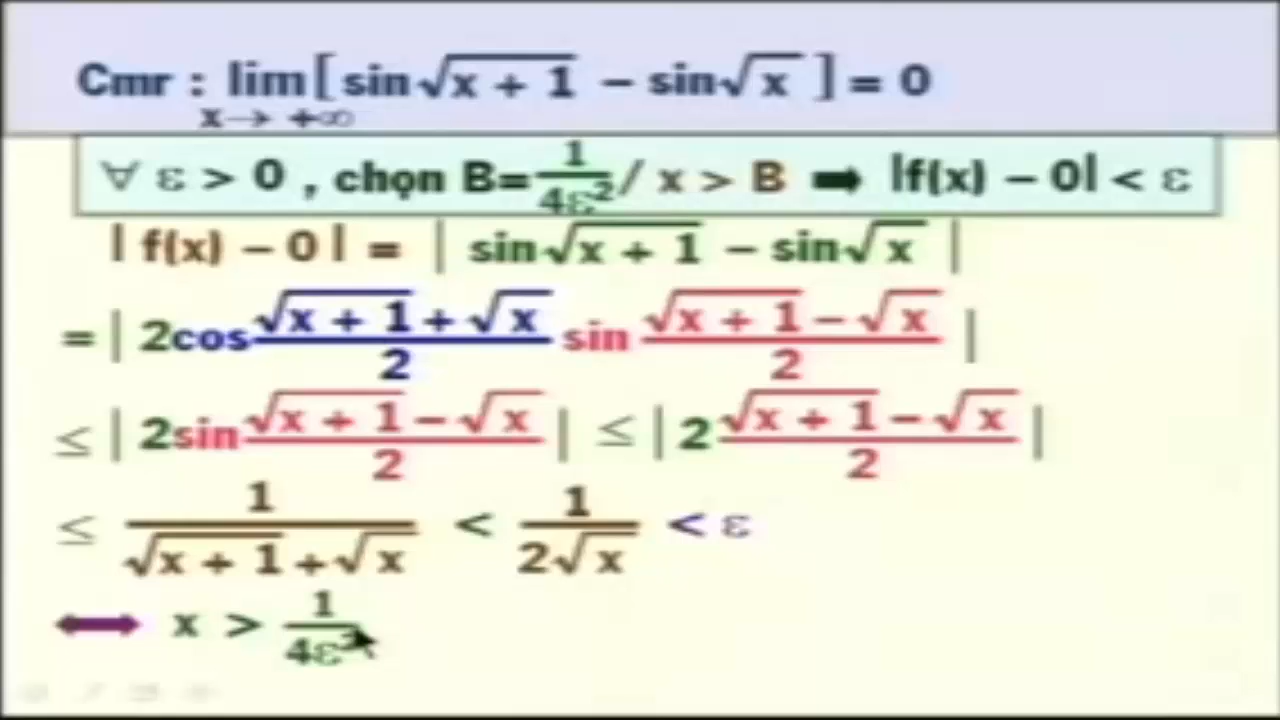 Cmr : lim[ sin√(x + 1) − sin√x ] = 0
x→ +∞
∀ ε > 0 , chọn B= 1/(4ε²) / x > B ➡ |f(x) − 0| < ε
| f(x) − 0 | = | sin√(x + 1) − sin√x |
= | 2cos (√(x + 1) + √x)/2 sin (√(x + 1) − √x)/2 |
≤ | 2sin (√(x + 1) − √x)/2 | ≤ | 2 (√(x + 1) − √x)/2 |
≤ 1/(√(x + 1) + √x) < 1/(2√x) < ε
⟺ x > 1/(4ε²)